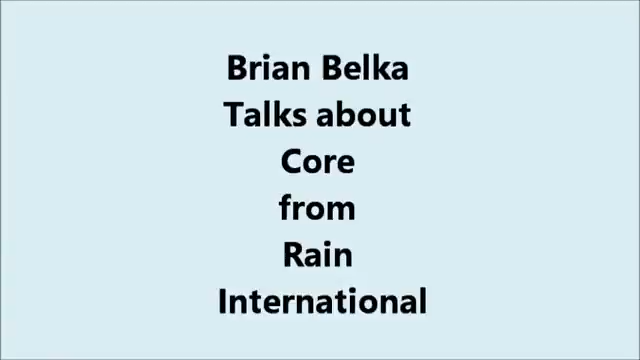 Brian Belka
Talks about
Core
from
Rain
International